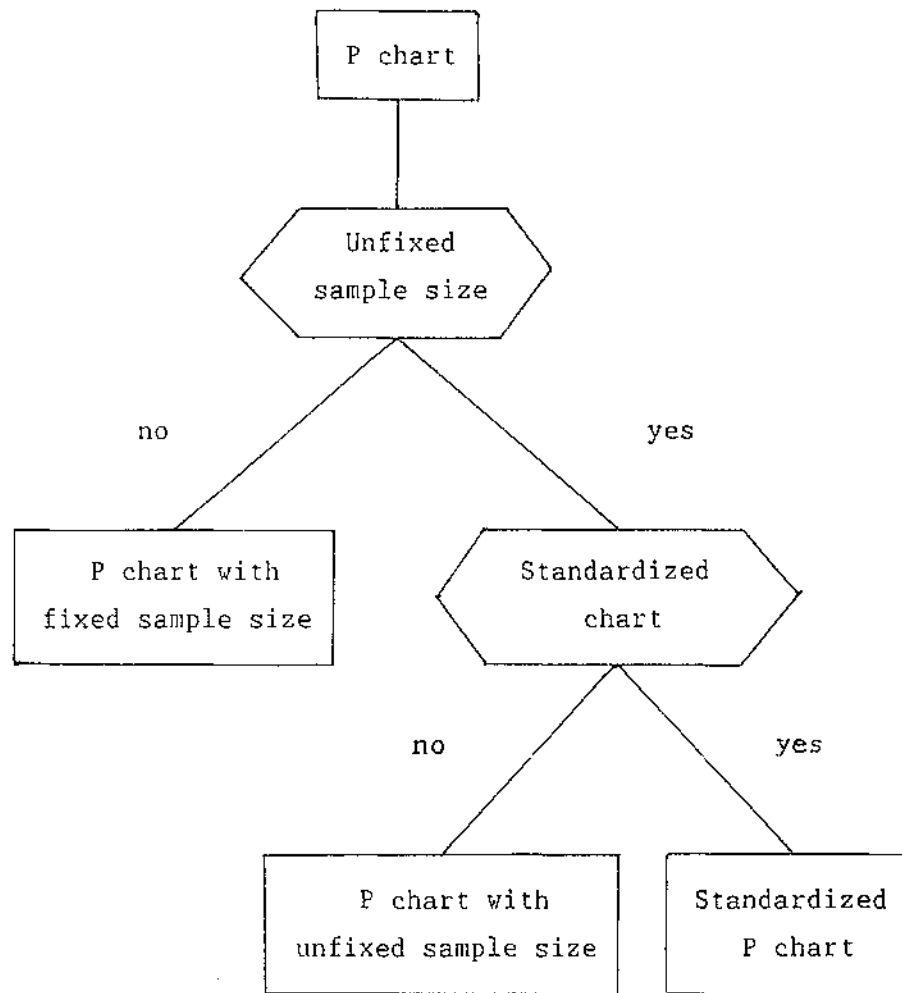 P chart
Unfixed
sample size
no
yes
P chart with
fixed sample size
Standardized
chart
no
yes
P chart with
unfixed sample size
Standardized
P chart